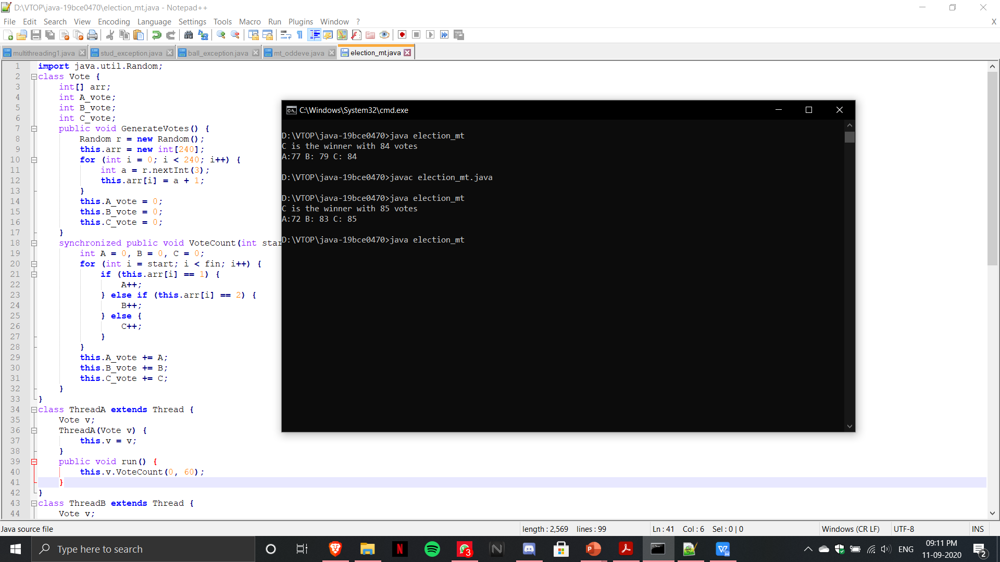 D:\VTOP\java-19bce0470\election_mt.java - Notepad++
File Edit Search View Encoding Language Settings Tools Macro Run Plugins Window ? X
multithreading1.java stud_exception.java ball_exception.java mt_oddeve.java election_mt.java
1 import java.util.Random;
2 class Vote {
3 int[] arr;
4 int A_vote;
5 int B_vote;
6 int C_vote;
7 public void GenerateVotes() {
8 Random r = new Random();
9 this.arr = new int[240];
10 for (int i = 0; i < 240; i++) {
11 int a = r.nextInt(3);
12 this.arr[i] = a + 1;
13 }
14 this.A_vote = 0;
15 this.B_vote = 0;
16 this.C_vote = 0;
17 }
18 synchronized public void VoteCount(int star
19 int A = 0, B = 0, C = 0;
20 for (int i = start; i < fin; i++) {
21 if (this.arr[i] == 1) {
22 A++;
23 } else if (this.arr[i] == 2) {
24 B++;
25 } else {
26 C++;
27 }
28 }
29 this.A_vote += A;
30 this.B_vote += B;
31 this.C_vote += C;
32 }
33 }
34 class ThreadA extends Thread {
35 Vote v;
36 ThreadA(Vote v) {
37 this.v = v;
38 }
39 public void run() {
40 this.v.VoteCount(0, 60);
41 }
42 }
43 class ThreadB extends Thread {
44 Vote v;
C:\Windows\System32\cmd.exe
D:\VTOP\java-19bce0470>java election_mt
C is the winner with 84 votes
A:77 B: 79 C: 84
D:\VTOP\java-19bce0470>javac election_mt.java
D:\VTOP\java-19bce0470>java election_mt
C is the winner with 85 votes
A:72 B: 83 C: 85
D:\VTOP\java-19bce0470>java election_mt
Java source file length : 2,569 lines : 99 Ln : 41 Col : 6 Sel : 0 | 0 Windows (CR LF) UTF-8 INS
Type here to search
3
ENG
09:11 PM
11-09-2020
2